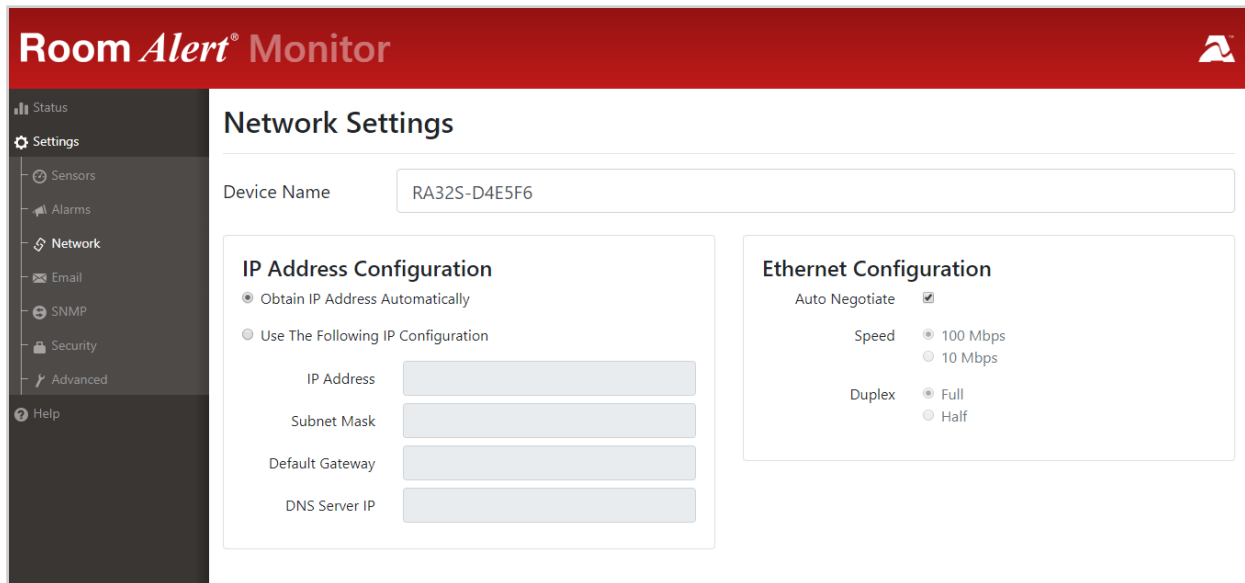 Room Alert® Monitor
Status
Settings
Sensors
Alarms
Network
Email
SNMP
Security
Advanced
Help
Network Settings
Device Name RA32S-D4E5F6
IP Address Configuration
Obtain IP Address Automatically
Use The Following IP Configuration
IP Address
Subnet Mask
Default Gateway
DNS Server IP
Ethernet Configuration
Auto Negotiate
Speed 100 Mbps
10 Mbps
Duplex Full
Half